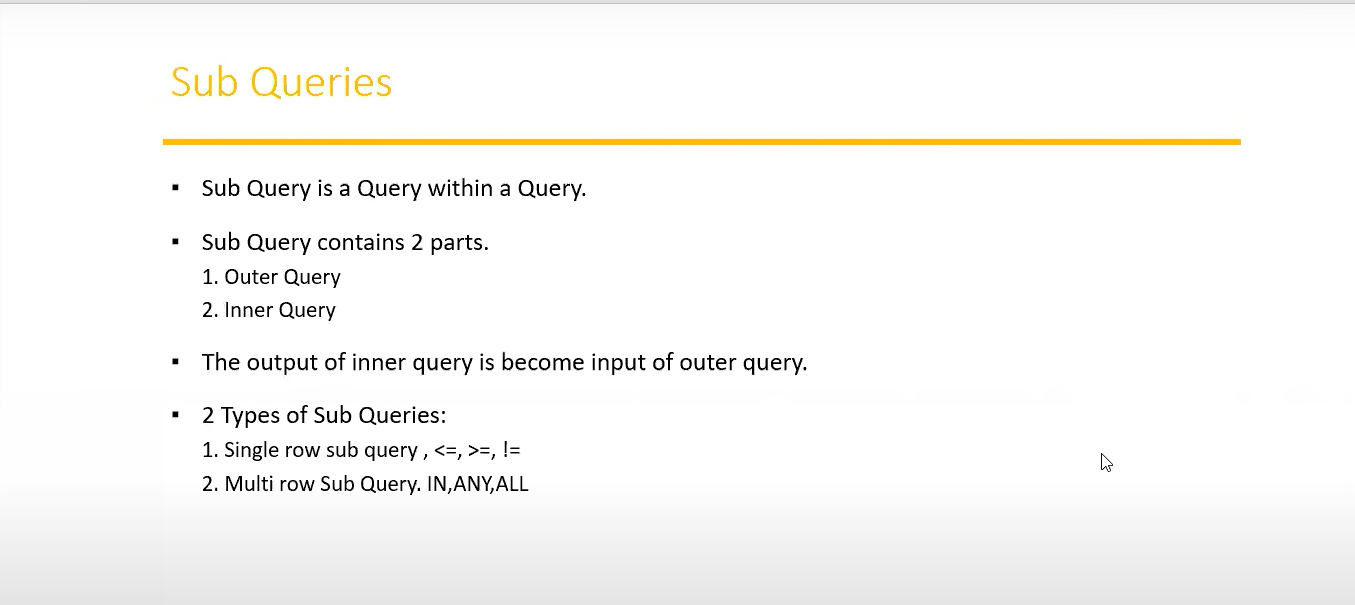 Sub Queries
▪ Sub Query is a Query within a Query.
▪ Sub Query contains 2 parts.
1. Outer Query
2. Inner Query
▪ The output of inner query is become input of outer query.
▪ 2 Types of Sub Queries:
1. Single row sub query , <=, >=, !=
2. Multi row Sub Query. IN,ANY,ALL